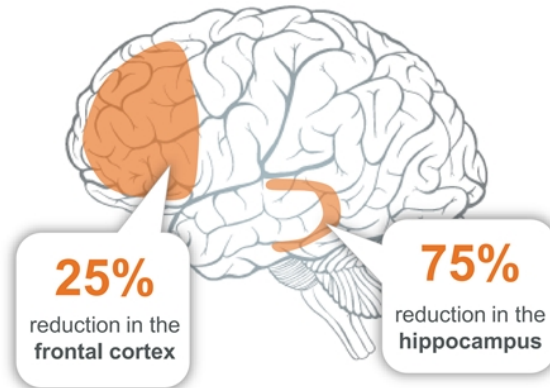 25%
reduction in the
frontal cortex
75%
reduction in the
hippocampus